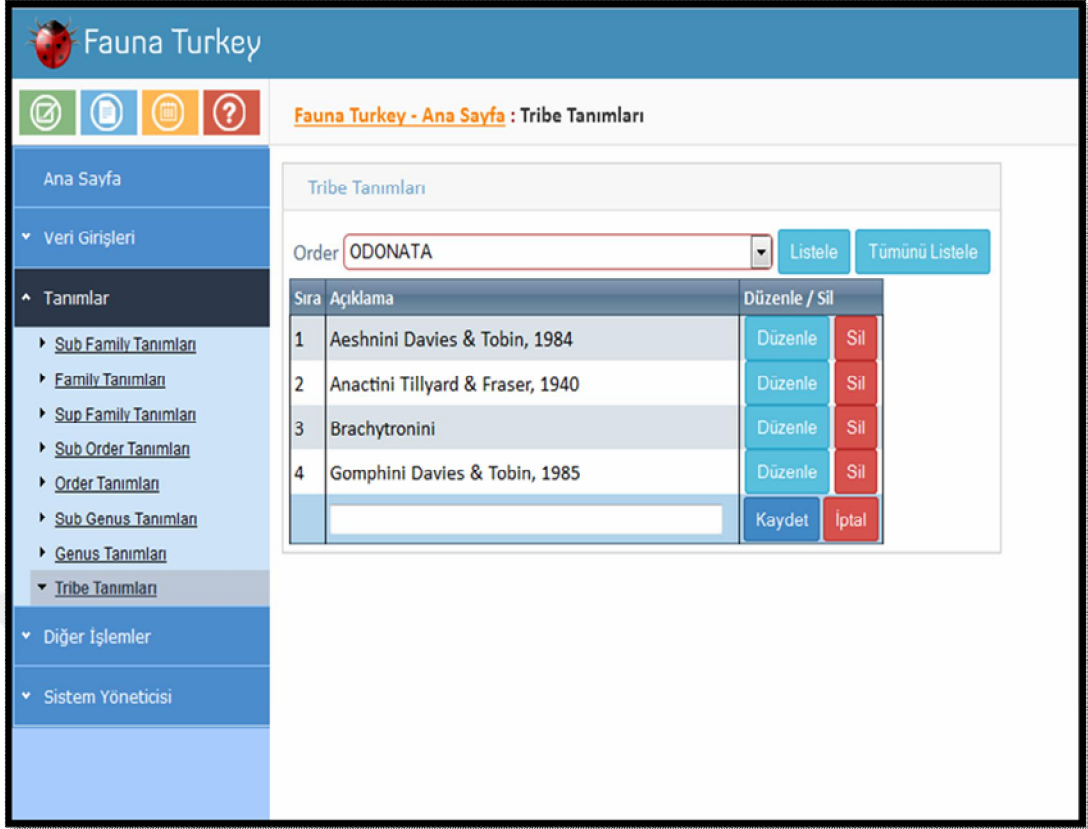 Fauna Turkey
Fauna Turkey - Ana Sayfa : Tribe Tanımları
Ana Sayfa
Veri Girişleri
Tanımlar
Sub Family Tanımları
Family Tanımları
Sup Family Tanımları
Sub Order Tanımları
Order Tanımları
Sub Genus Tanımları
Genus Tanımları
Tribe Tanımları
Diğer İşlemler
Sistem Yöneticisi
Tribe Tanımları
Order ODONATA Listele Tümünü Listele
Sıra Açıklama Düzenle / Sil
1 Aeshnini Davies & Tobin, 1984 Düzenle Sil
2 Anactini Tillyard & Fraser, 1940 Düzenle Sil
3 Brachytronini Düzenle Sil
4 Gomphini Davies & Tobin, 1985 Düzenle Sil
Kaydet İptal